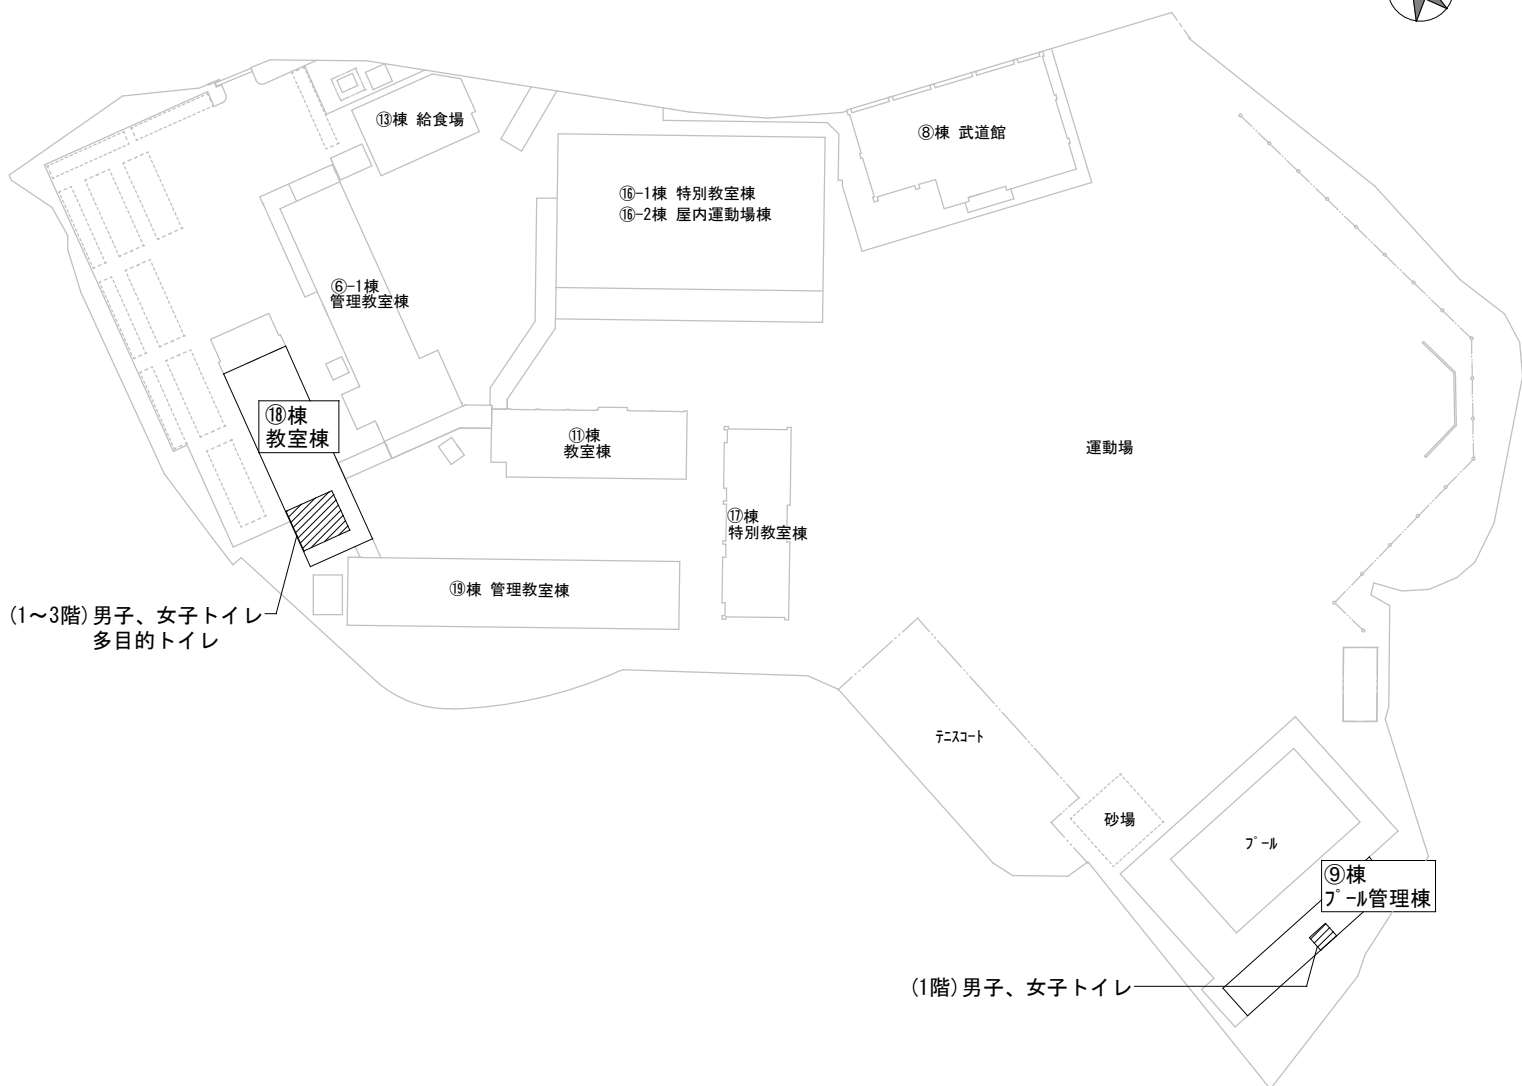 ⑬棟 給食場
⑧棟 武道館
⑯-1棟 特別教室棟
⑯-2棟 屋内運動場棟
⑥-1棟
管理教室棟
⑱棟
教室棟
⑪棟
教室棟
運動場
⑰棟
特別教室棟
⑲棟 管理教室棟
(1～3階)男子、女子トイレ
多目的トイレ
ﾃﾆｽｺｰﾄ
砂場
ﾌﾟｰﾙ
⑨棟
ﾌﾟｰﾙ管理棟
(1階)男子、女子トイレ